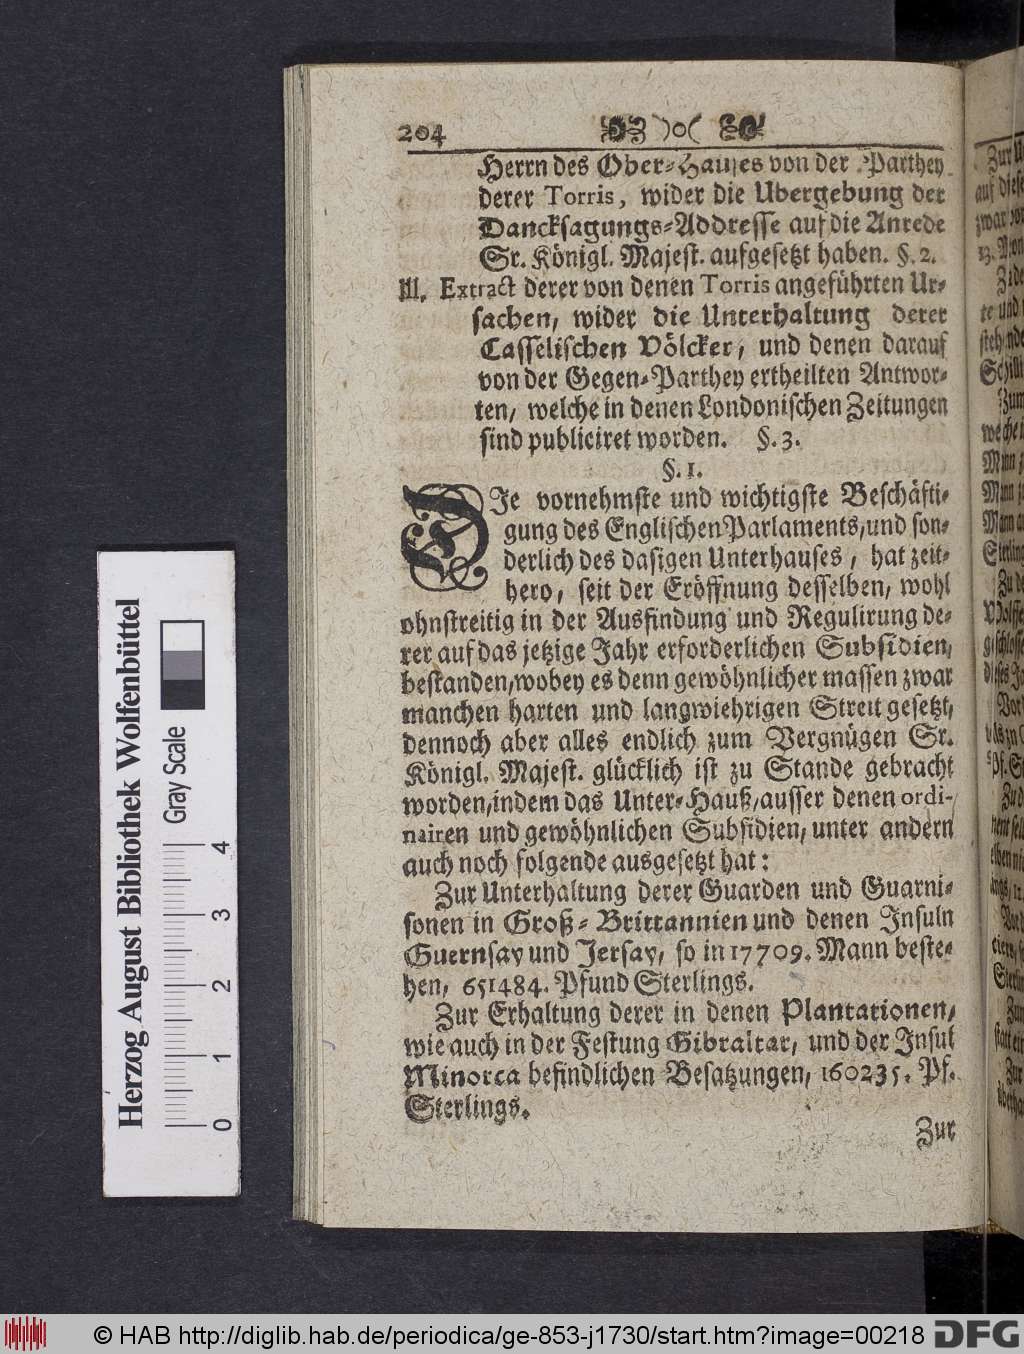 204 )o(
Herrn des Ober-Hauses von der Parthey
derer Torris, wider die Ubergebung der
Dancksagungs-Addresse auf die Anrede
Sr. Königl. Majest. aufgesetzt haben. §. 2.
III. Extract derer von denen Torris angeführten Ur-
sachen, wider die Unterhaltung derer
Casselischen Völcker, und denen darauf
von der Gegen-Parthey ertheilten Antwor-
ten, welche in denen Londonischen Zeitungen
sind publiciret worden. §. 3.
§. 1.
DIe vornehmste und wichtigste Beschäfti-
gung des Englischen Parlaments, und son-
derlich des dasigen Unterhauses, hat zeit-
hero, seit der Eröffnung desselben, wohl
ohnstreitig in der Ausfindung und Regulirung de-
rer auf das jetzige Jahr erforderlichen Subsidien,
bestanden, wobey es denn gewöhnlicher massen zwar
manchen harten und langwiehrigen Streit gesetzt,
dennoch aber alles endlich zum Vergnügen Sr.
Königl. Majest. glücklich ist zu Stande gebracht
worden, indem das Unter-Hauß, ausser denen ordi-
nairen und gewöhnlichen Subsidien, unter andern
auch noch folgende ausgesetzt hat:
Zur Unterhaltung derer Guarden und Guarni-
sonen in Groß-Brittannien und denen Insuln
Guernsay und Jersay, so in 17709. Mann beste-
hen, 651484. Pfund Sterlings.
Zur Erhaltung derer in denen Plantationen,
wie auch in der Festung Gibraltar, und der Insul
Minorca befindlichen Besatzungen, 160235. Pf.
Sterlings.
Zur
Herzog August Bibliothek Wolfenbüttel
Gray Scale
0 1 2 3 4
© HAB http://diglib.hab.de/periodica/ge-853-j1730/start.htm?image=00218 DFG